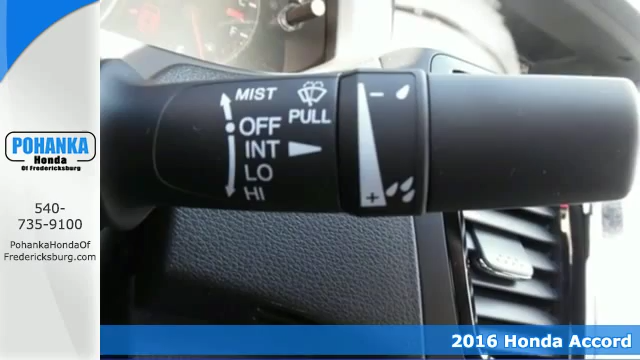 POHANKA
Honda
Of Fredericksburg
540-
735-9100
PohankaHondaOf
Fredericksburg.com
MIST
PULL
OFF
INT
LO
HI
- 
+
2016 Honda Accord